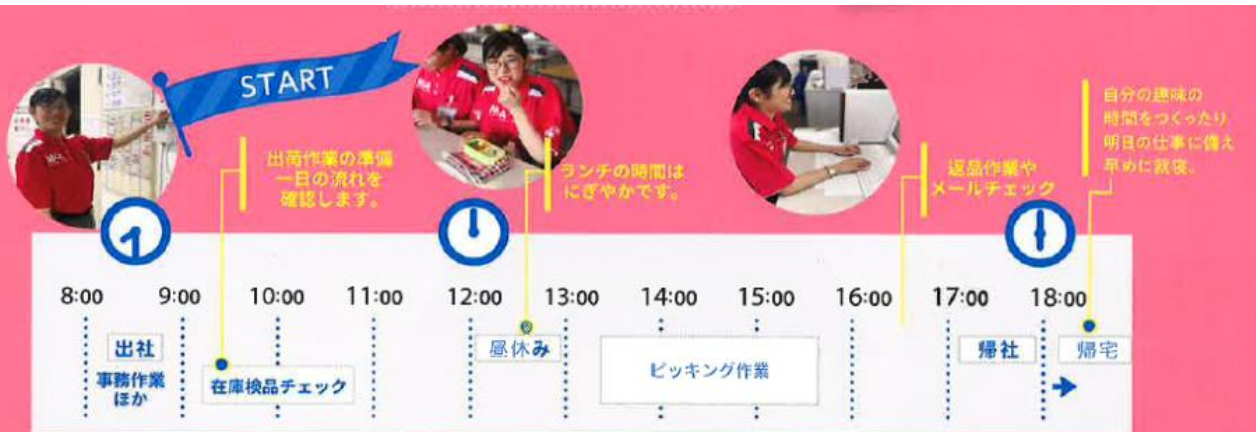 START
出荷作業の準備
一日の流れを
確認します。
ランチの時間は
にぎやかです。
返品作業や
メールチェック
自分の趣味の
時間をつくったり
明日の仕事に備え
早めに就寝。
8:00 9:00 10:00 11:00 12:00 13:00 14:00 15:00 16:00 17:00 18:00
出社
事務作業
ほか
在庫検品チェック
昼休み
ピッキング作業
帰社
帰宅